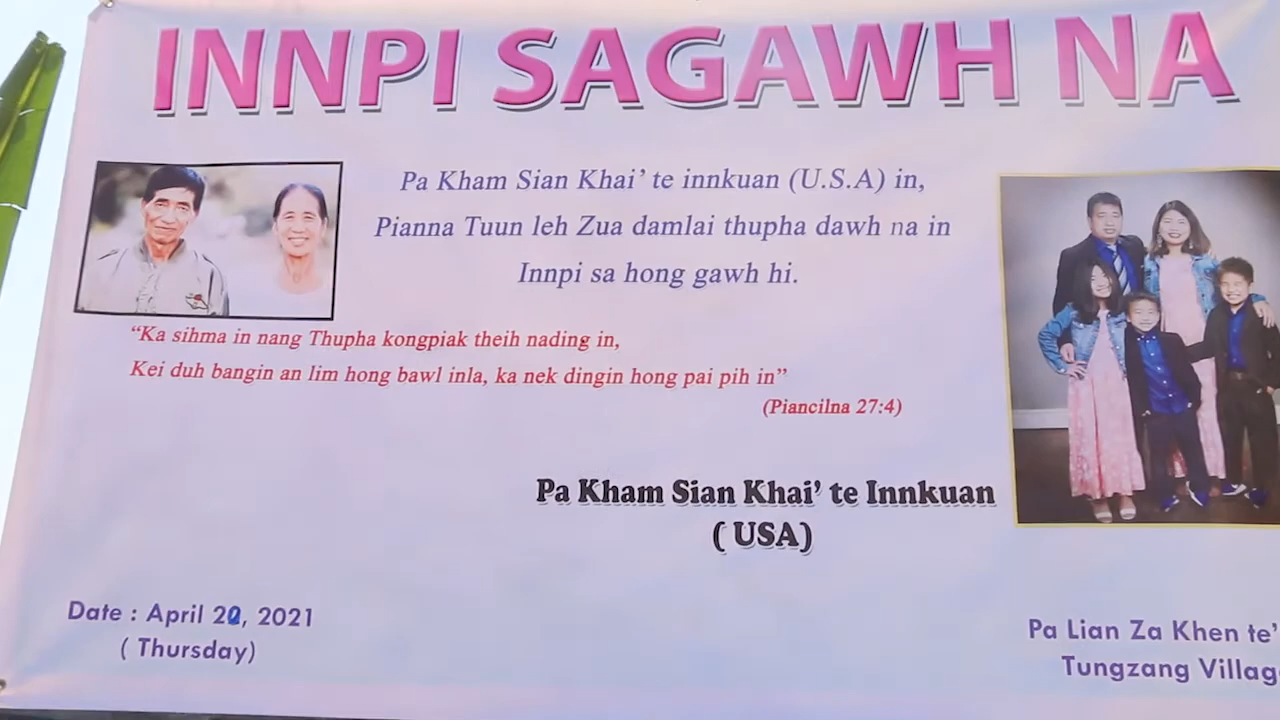 INNPI SAGAWH NA
Pa Kham Sian Khai' te innkuan (U.S.A) in,
Pianna Tuun leh Zua damlai thupha dawh na in
Innpi sa hong gawh hi.
“Ka sihma in nang Thupha kongpiak theih nading in,
Kei duh bangin an lim hong bawl inla, ka nek dingin hong pai pih in”
(Piancilna 27:4)
Pa Kham Sian Khai' te Innkuan
( USA)
Date : April 20, 2021
( Thursday)
Pa Lian Za Khen te'
Tungzang Villag